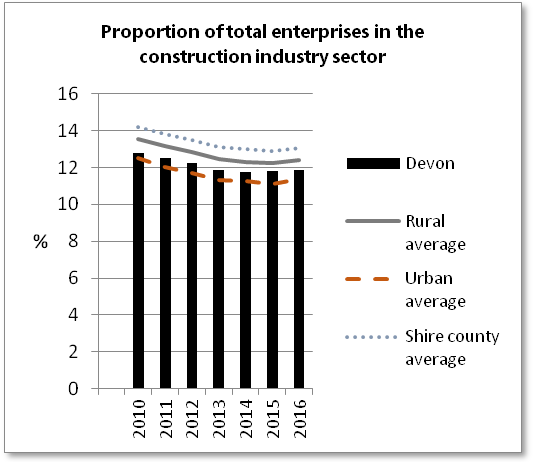 Proportion of total enterprises in the
construction industry sector
16
14
12
10
8
6
4
2
0
%
2010
2011
2012
2013
2014
2015
2016
Devon
Rural
average
Urban
average
Shire county
average